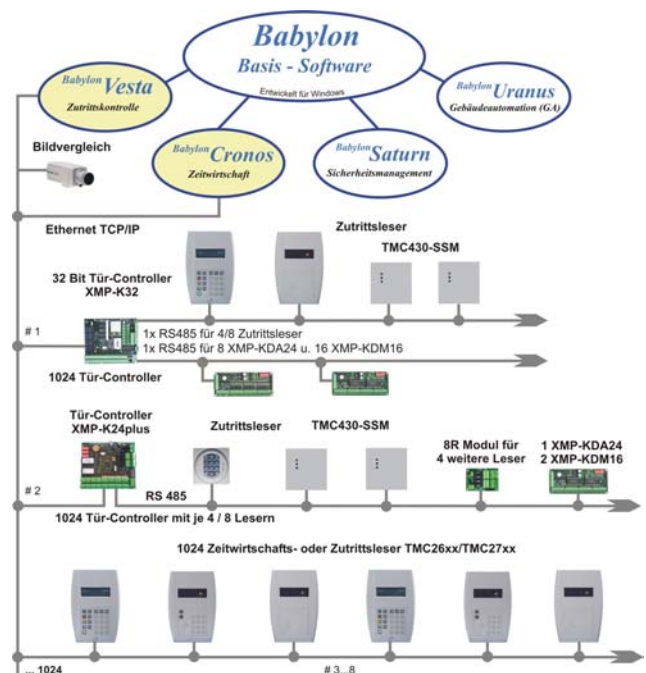 Babylon
Basis - Software
Entwickelt für Windows
Babylon Vesta
Zutrittskontrolle
Babylon Uranus
Gebäudeautomation (GA)
Babylon Cronos
Zeitwirtschaft
Babylon Saturn
Sicherheitsmanagement
Bildvergleich
Ethernet TCP/IP
Zutrittsleser
TMC430-SSM
32 Bit Tür-Controller
XMP-K32
# 1
1x RS485 für 4/8 Zutrittsleser
1x RS485 für 8 XMP-KDA24 u. 16 XMP-KDM16
1024 Tür-Controller
Tür-Controller
XMP-K24plus
Zutrittsleser
TMC430-SSM
8R Modul für
4 weitere Leser
1 XMP-KDA24
2 XMP-KDM16
# 2
RS 485
1024 Tür-Controller mit je 4 / 8 Lesern
1024 Zeitwirtschafts- oder Zutrittsleser TMC26xx/TMC27xx
... 1024
# 3...8